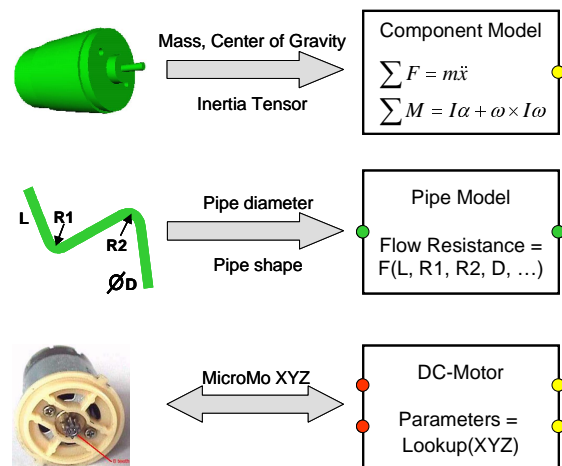 Mass, Center of Gravity
Inertia Tensor
Component Model
∑ F = mẍ
∑ M = Iα + ω × Iω
L
R1
R2
ØD
Pipe diameter
Pipe shape
Pipe Model
Flow Resistance =
F(L, R1, R2, D, …)
MicroMo XYZ
DC-Motor
Parameters =
Lookup(XYZ)